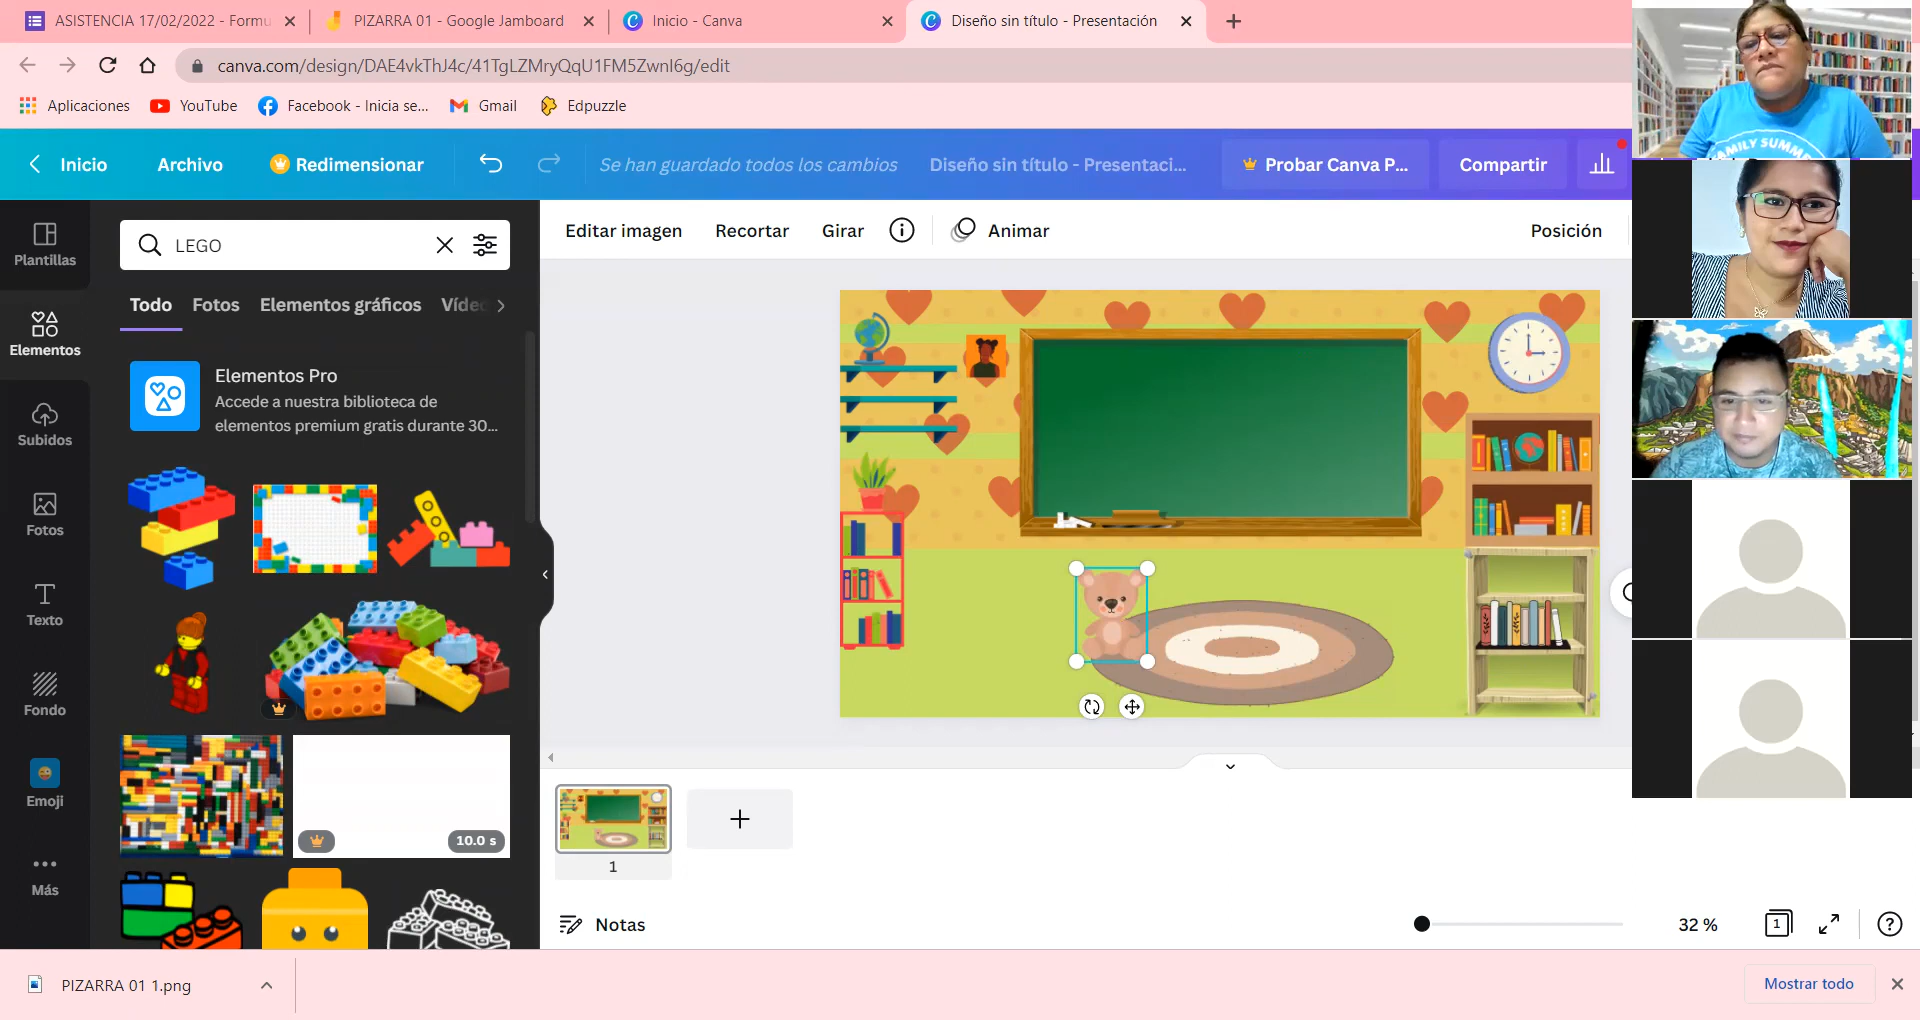 ASISTENCIA 17/02/2022 - Formu
PIZARRA 01 - Google Jamboard
Inicio - Canva
Diseño sin título - Presentación
canva.com/design/DAE4vkThJ4c/41TgLZMryQqU1FM5Zwnl6g/edit
Aplicaciones
YouTube
Facebook - Inicia se...
Gmail
Edpuzzle
Inicio
Archivo
Redimensionar
Se han guardado todos los cambios
Diseño sin título - Presentaci...
Probar Canva P...
Compartir
Plantillas
Elementos
Subidos
Fotos
Texto
Fondo
Emoji
Más
LEGO
Todo
Fotos
Elementos gráficos
Víde
Elementos Pro
Accede a nuestra biblioteca de
elementos premium gratis durante 30...
10.0 s
Editar imagen
Recortar
Girar
Animar
Posición
FAMILY SUMME
1
Notas
32 %
1
PIZARRA 01 1.png
Mostrar todo